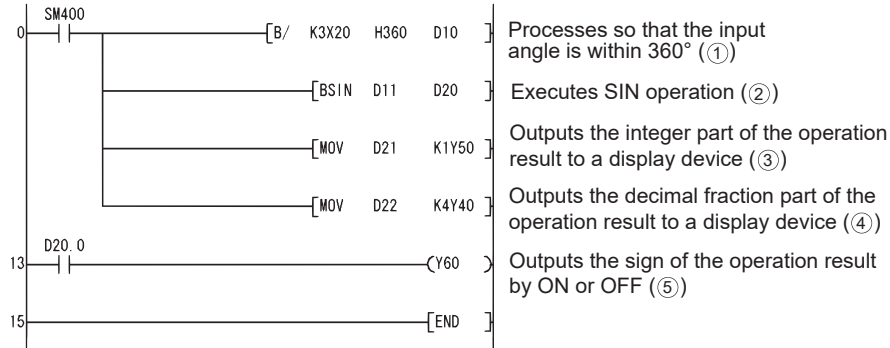 SM400
0 [B/ K3X20 H360 D10 ] Processes so that the input
angle is within 360° (①)
[BSIN D11 D20 ] Executes SIN operation (②)
[MOV D21 K1Y50 ] Outputs the integer part of the operation
result to a display device (③)
[MOV D22 K4Y40 ] Outputs the decimal fraction part of the
operation result to a display device (④)
D20.0
13 (Y60 ) Outputs the sign of the operation result
by ON or OFF (⑤)
15 [END ]